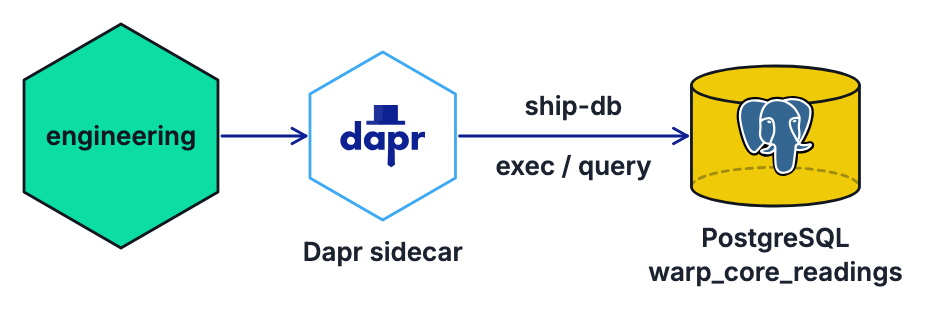 engineering
dapr
Dapr sidecar
ship-db
exec / query
PostgreSQL
warp_core_readings